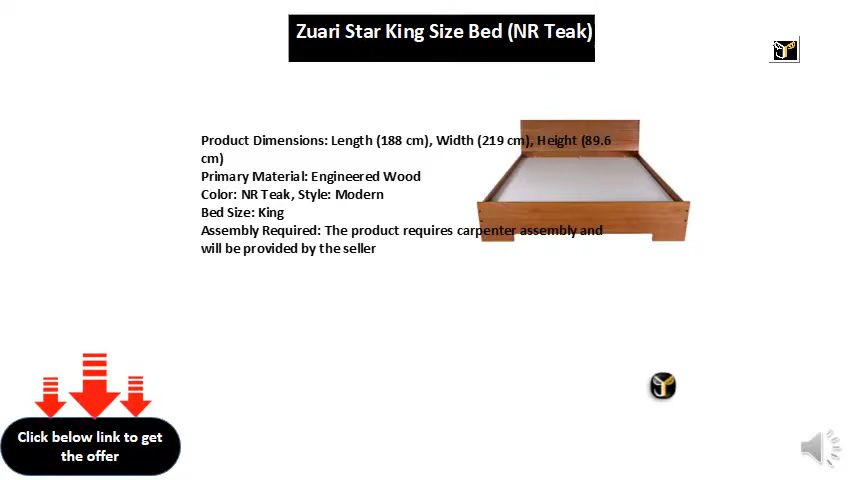 Zuari Star King Size Bed (NR Teak)
Product Dimensions: Length (188 cm), Width (219 cm), Height (89.6
cm)
Primary Material: Engineered Wood
Color: NR Teak, Style: Modern
Bed Size: King
Assembly Required: The product requires carpenter assembly and
will be provided by the seller
Click below link to get
the offer